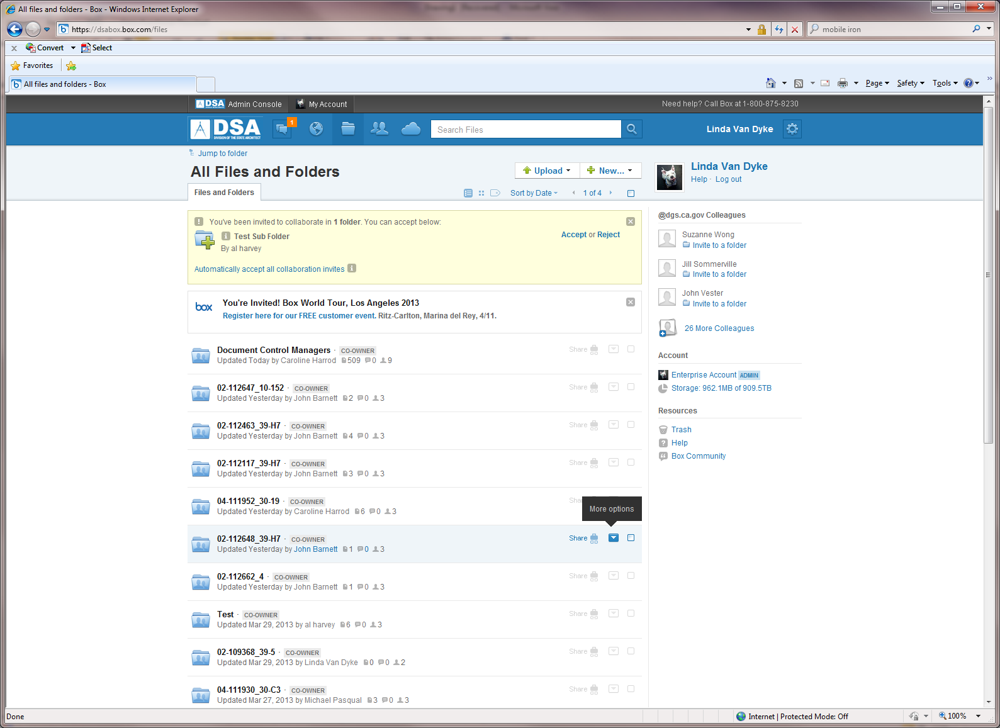 All files and folders - Box - Windows Internet Explorer
https://dsabox.box.com/files
mobile iron
x Convert Select
Favorites
All files and folders - Box
Page Safety Tools
DSA Admin Console My Account
Need help? Call Box at 1-800-875-8230
DSA
DIVISION OF THE STATE ARCHITECT
1
Search Files
Linda Van Dyke
Jump to folder
All Files and Folders
Upload New...
Linda Van Dyke
Help · Log out
Files and Folders
Sort by Date 1 of 4
You've been invited to collaborate in 1 folder. You can accept below:
Test Sub Folder
Accept or Reject
By al harvey
Automatically accept all collaboration invites
box
You're Invited! Box World Tour, Los Angeles 2013
Register here for our FREE customer event. Ritz-Carlton, Marina del Rey, 4/11.
Document Control Managers · CO-OWNER
Share
Updated Today by Caroline Harrod 509 0 9
02-112647_10-152 · CO-OWNER
Share
Updated Yesterday by John Barnett 2 0 3
02-112463_39-H7 · CO-OWNER
Share
Updated Yesterday by John Barnett 4 0 3
02-112117_39-H7 · CO-OWNER
Share
Updated Yesterday by John Barnett 3 0 3
04-111952_30-19 · CO-OWNER
Sha
Updated Yesterday by Caroline Harrod 6 0 3
More options
02-112648_39-H7 · CO-OWNER
Share
Updated Yesterday by John Barnett 1 0 3
02-112662_4 · CO-OWNER
Share
Updated Yesterday by John Barnett 1 0 3
Test · CO-OWNER
Share
Updated Mar 29, 2013 by al harvey 6 0 3
02-109368_39-5 · CO-OWNER
Share
Updated Mar 29, 2013 by Linda Van Dyke 0 0 2
04-111930_30-C3 · CO-OWNER
Share
Updated Mar 27, 2013 by Michael Pasqual 3 0 3
@dgs.ca.gov Colleagues
Suzanne Wong
Invite to a folder
Jill Sommerville
Invite to a folder
John Vester
Invite to a folder
26 More Colleagues
Account
Enterprise Account ADMIN
Storage: 962.1MB of 909.5TB
Resources
Trash
Help
Box Community
Done
Internet | Protected Mode: Off
100%